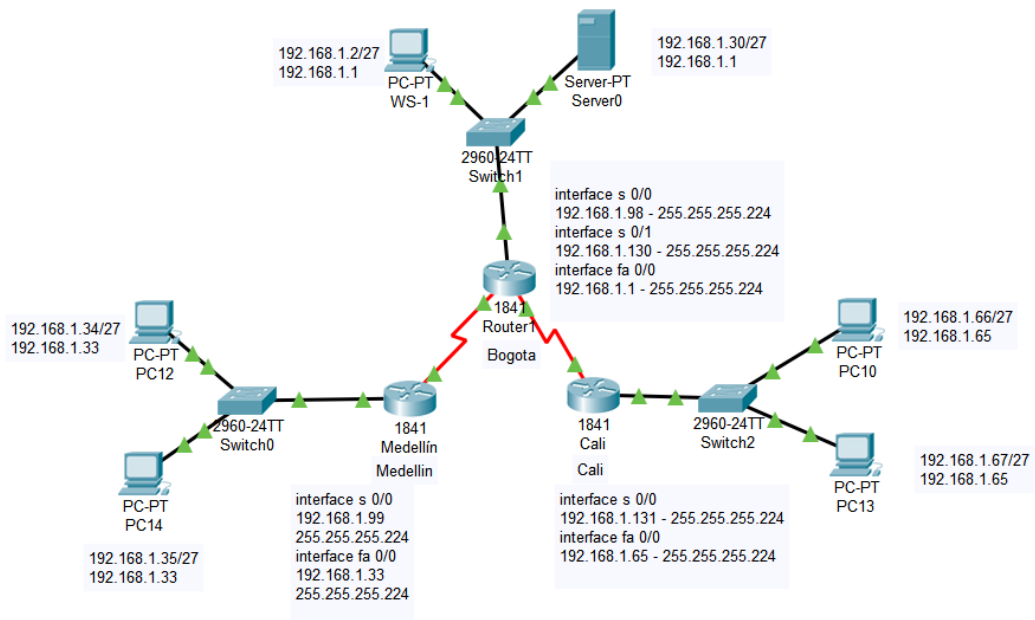 192.168.1.2/27
192.168.1.1
PC-PT
WS-1
Server-PT
Server0
192.168.1.30/27
192.168.1.1
2960-24TT
Switch1
interface s 0/0
192.168.1.98 - 255.255.255.224
interface s 0/1
192.168.1.130 - 255.255.255.224
interface fa 0/0
192.168.1.1 - 255.255.255.224
1841
Router1
Bogota
192.168.1.34/27
192.168.1.33
PC-PT
PC12
2960-24TT
Switch0
PC-PT
PC14
192.168.1.35/27
192.168.1.33
1841
Medellín
Medellin
interface s 0/0
192.168.1.99
255.255.255.224
interface fa 0/0
192.168.1.33
255.255.255.224
1841
Cali
Cali
interface s 0/0
192.168.1.131 - 255.255.255.224
interface fa 0/0
192.168.1.65 - 255.255.255.224
2960-24TT
Switch2
PC-PT
PC10
192.168.1.66/27
192.168.1.65
PC-PT
PC13
192.168.1.67/27
192.168.1.65